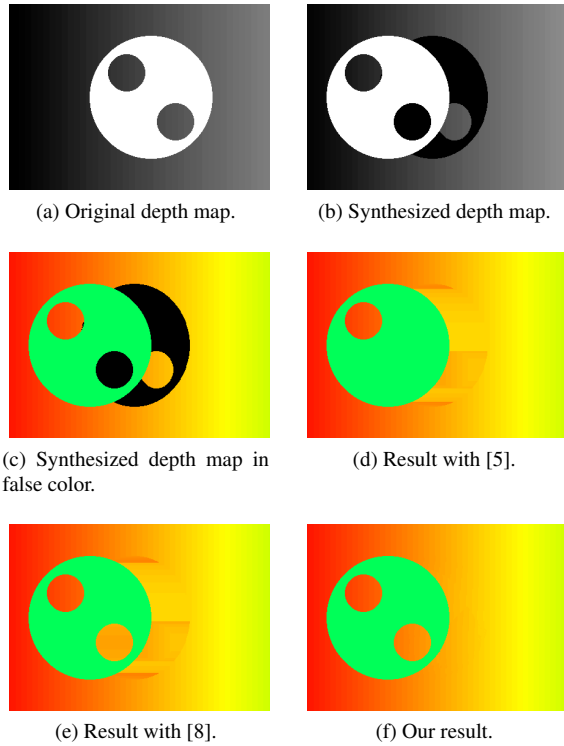 (a) Original depth map.
(b) Synthesized depth map.
(c) Synthesized depth map in
false color.
(d) Result with [5].
(e) Result with [8].
(f) Our result.